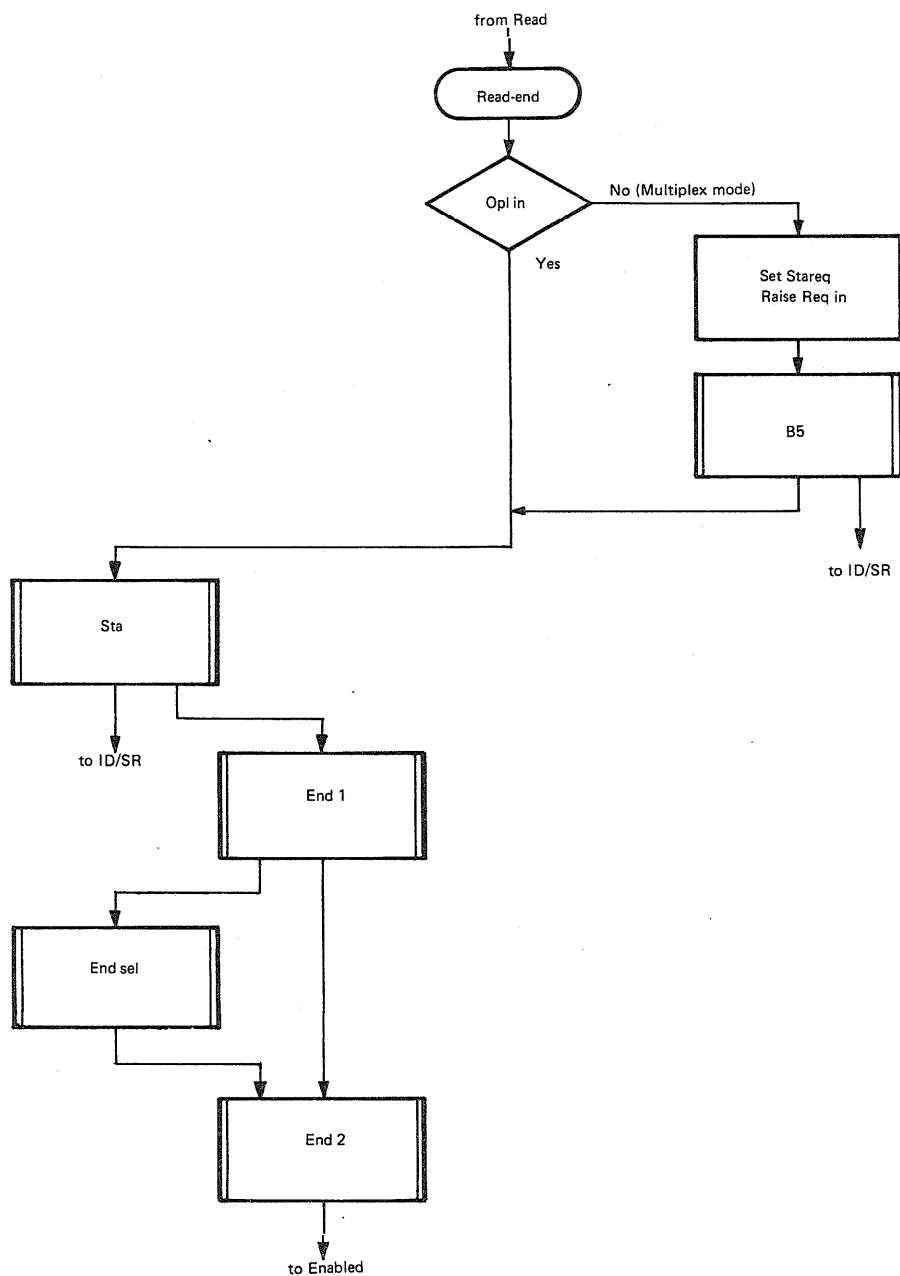 from Read
Read-end
Opl in
No (Multiplex mode)
Yes
Set Stareq
Raise Req in
B5
to ID/SR
Sta
to ID/SR
End 1
End sel
End 2
to Enabled